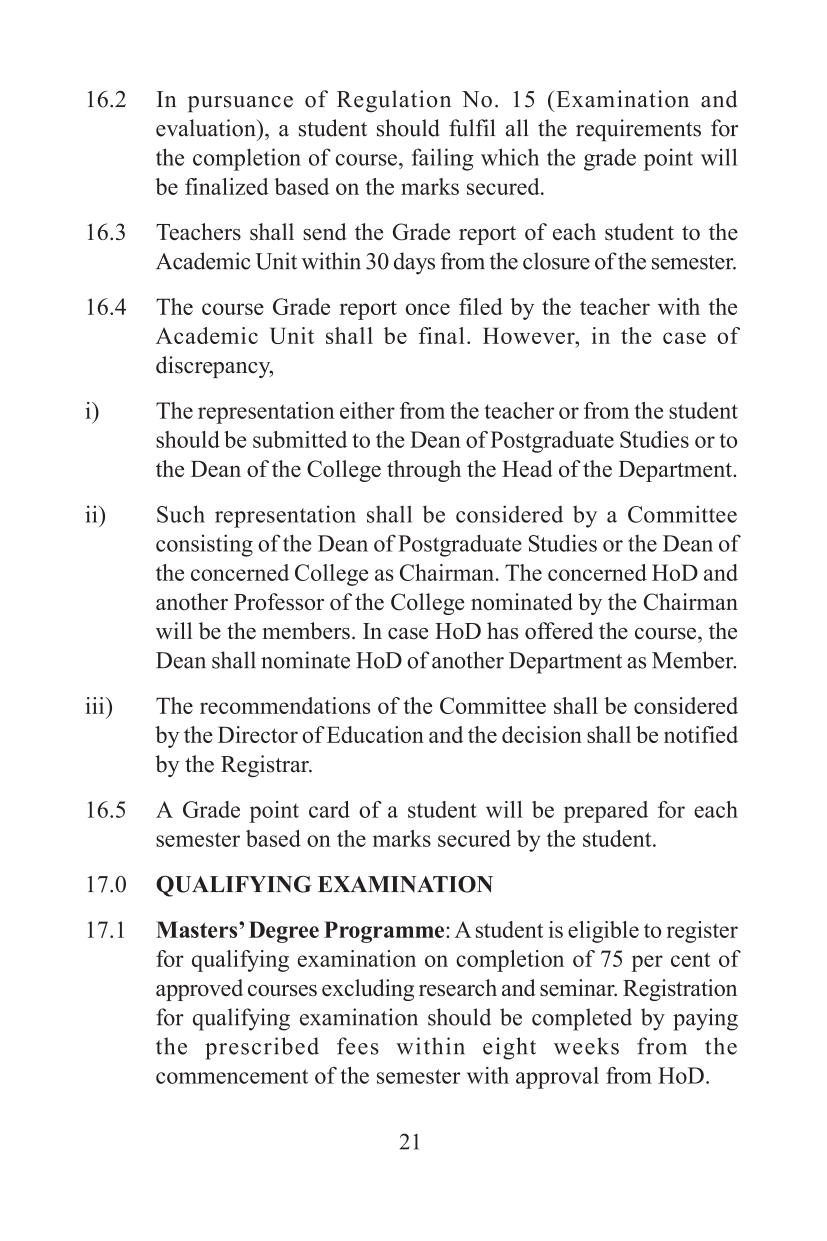 16.2 In pursuance of Regulation No. 15 (Examination and
evaluation), a student should fulfil all the requirements for
the completion of course, failing which the grade point will
be finalized based on the marks secured.
16.3 Teachers shall send the Grade report of each student to the
Academic Unit within 30 days from the closure of the semester.
16.4 The course Grade report once filed by the teacher with the
Academic Unit shall be final. However, in the case of
discrepancy,
i) The representation either from the teacher or from the student
should be submitted to the Dean of Postgraduate Studies or to
the Dean of the College through the Head of the Department.
ii) Such representation shall be considered by a Committee
consisting of the Dean of Postgraduate Studies or the Dean of
the concerned College as Chairman. The concerned HoD and
another Professor of the College nominated by the Chairman
will be the members. In case HoD has offered the course, the
Dean shall nominate HoD of another Department as Member.
iii) The recommendations of the Committee shall be considered
by the Director of Education and the decision shall be notified
by the Registrar.
16.5 A Grade point card of a student will be prepared for each
semester based on the marks secured by the student.
17.0 QUALIFYING EXAMINATION
17.1 Masters’ Degree Programme: A student is eligible to register
for qualifying examination on completion of 75 per cent of
approved courses excluding research and seminar. Registration
for qualifying examination should be completed by paying
the prescribed fees within eight weeks from the
commencement of the semester with approval from HoD.
21